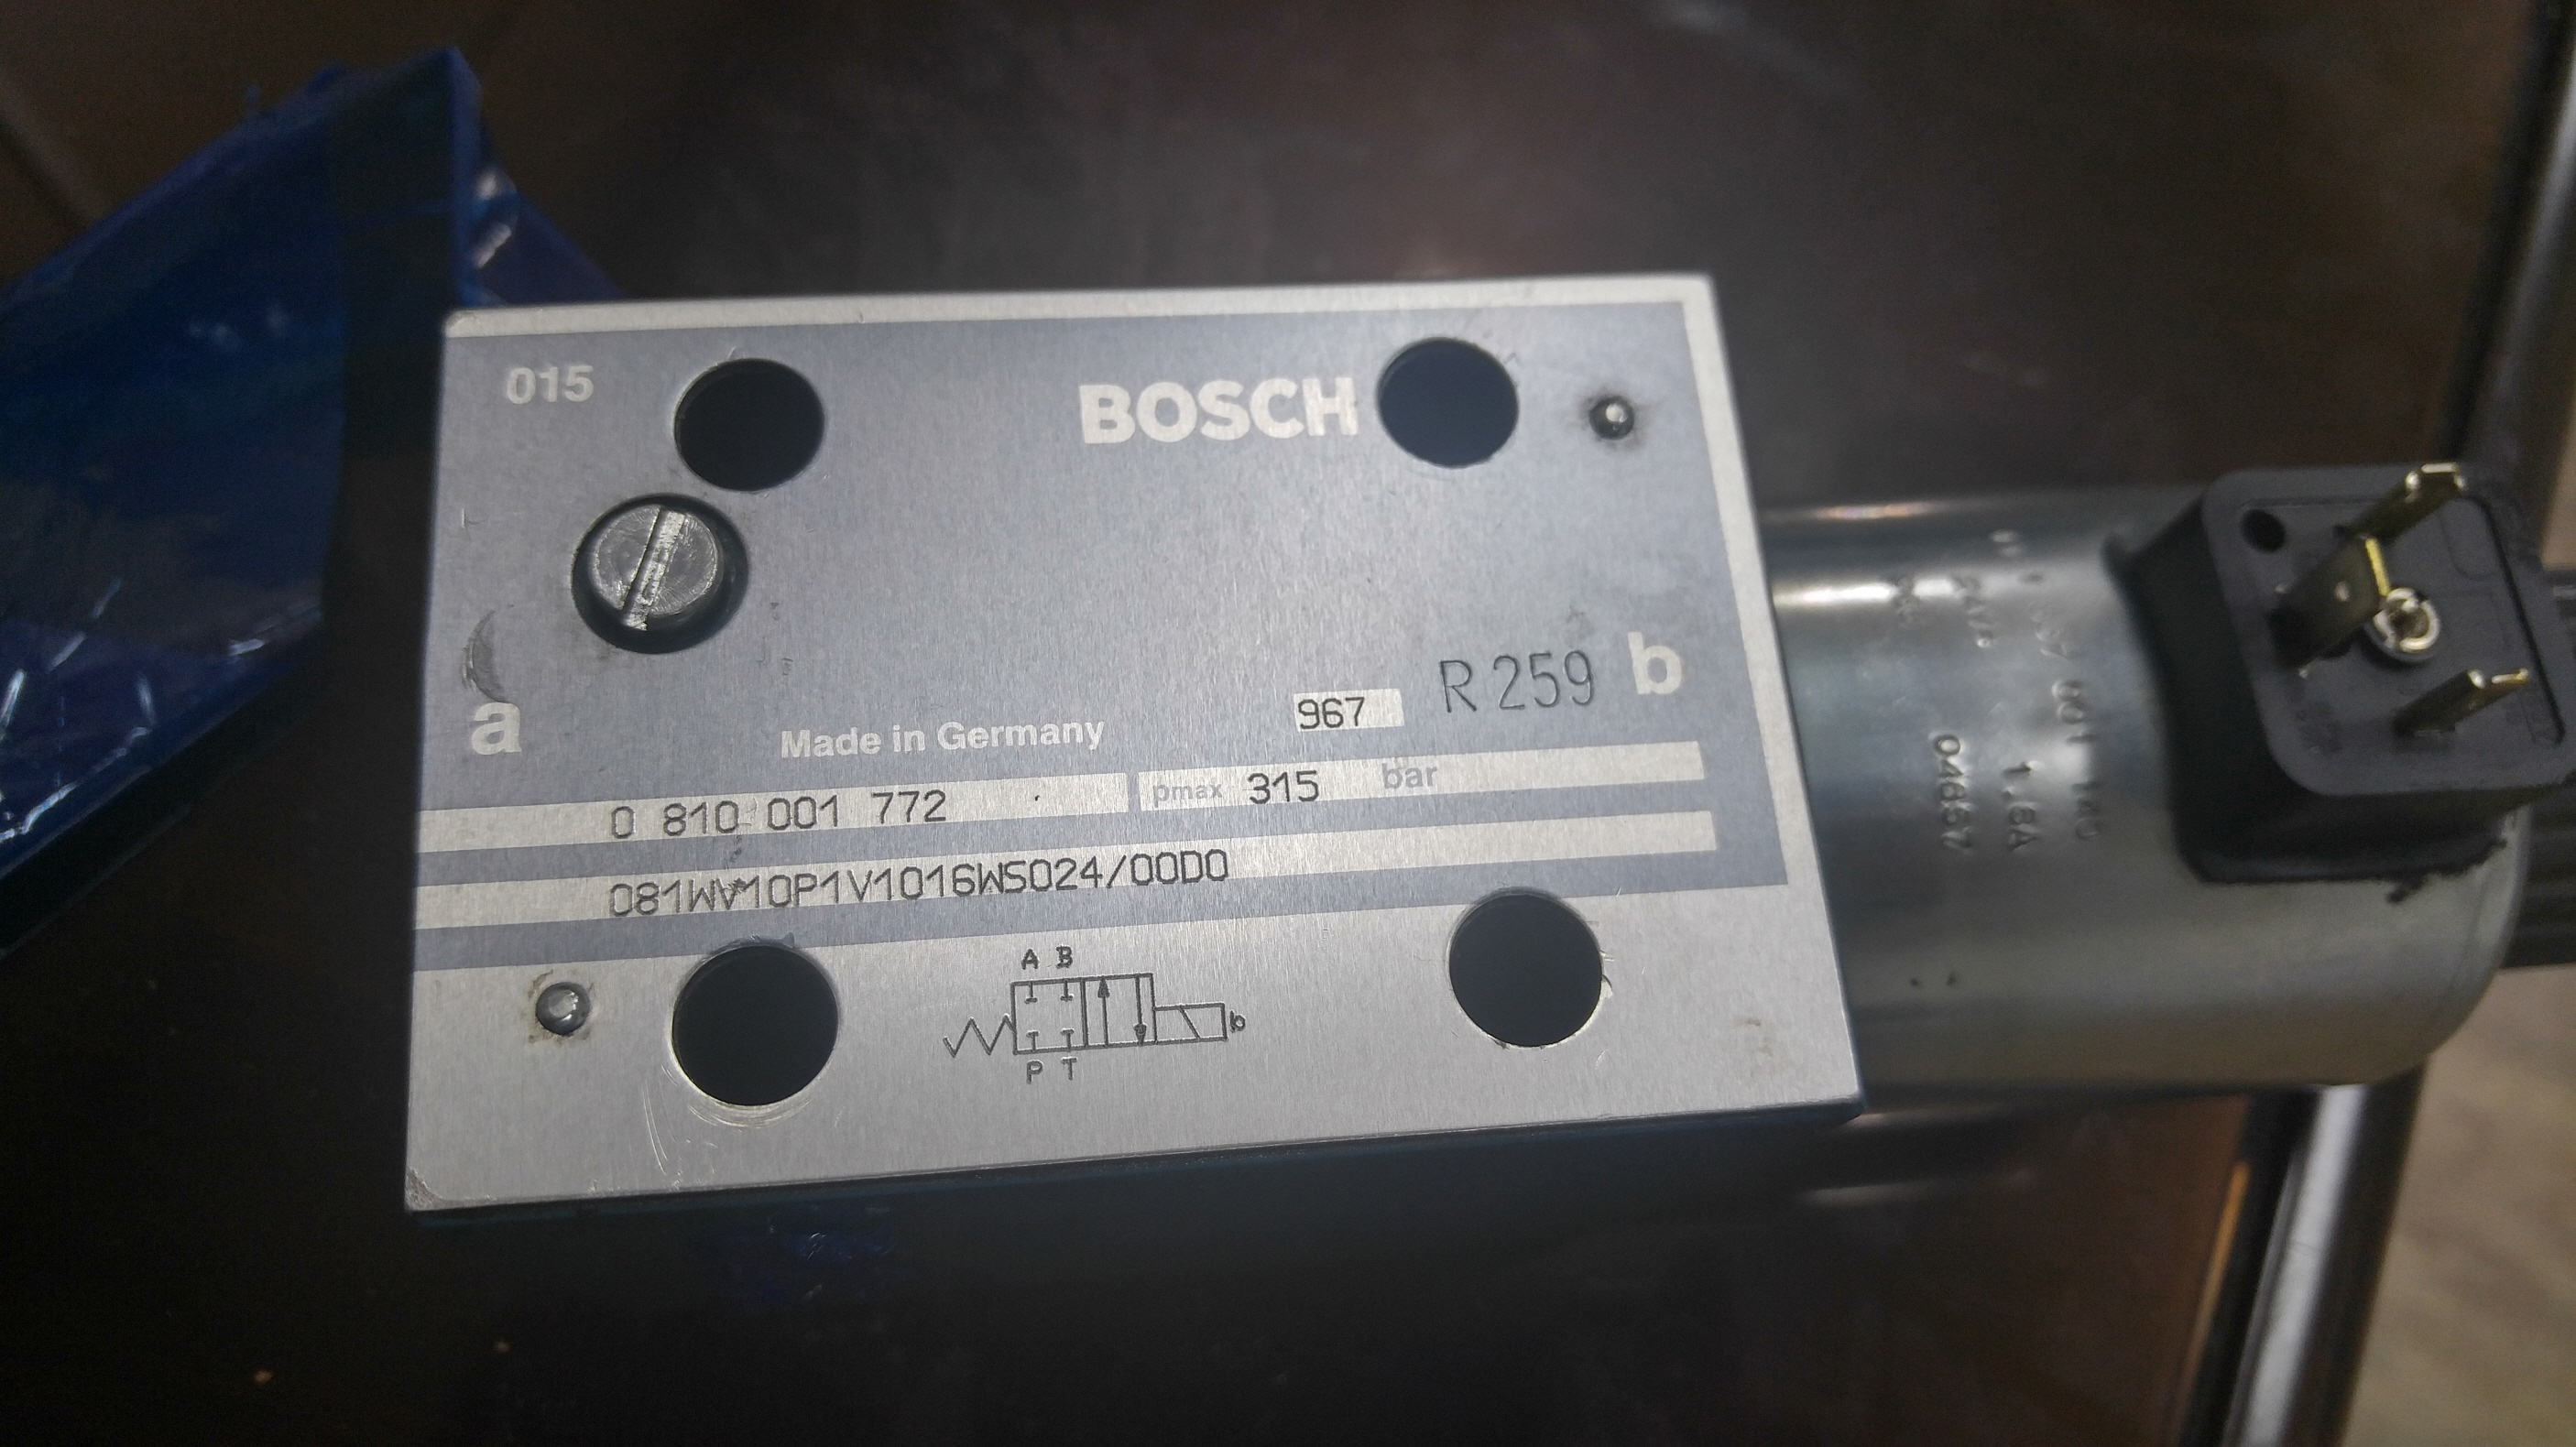 015
BOSCH
R 259
b
967
a
Made in Germany
0 810 001 772
pmax 315 bar
081WV10P1V1016WS024/00D0
A B
b
P T
1.8A
04657